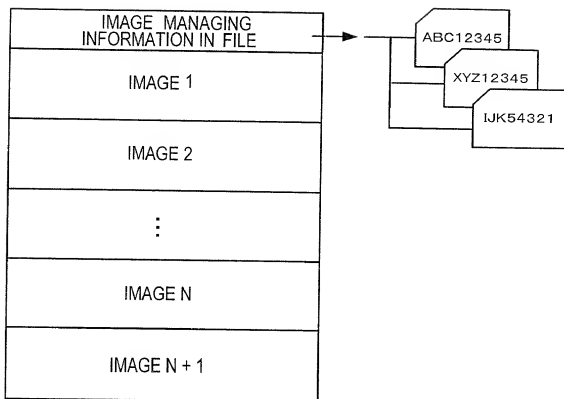 IMAGE MANAGING
INFORMATION IN FILE
IMAGE 1
IMAGE 2
⋮
IMAGE N
IMAGE N + 1
ABC12345
XYZ12345
IJK54321